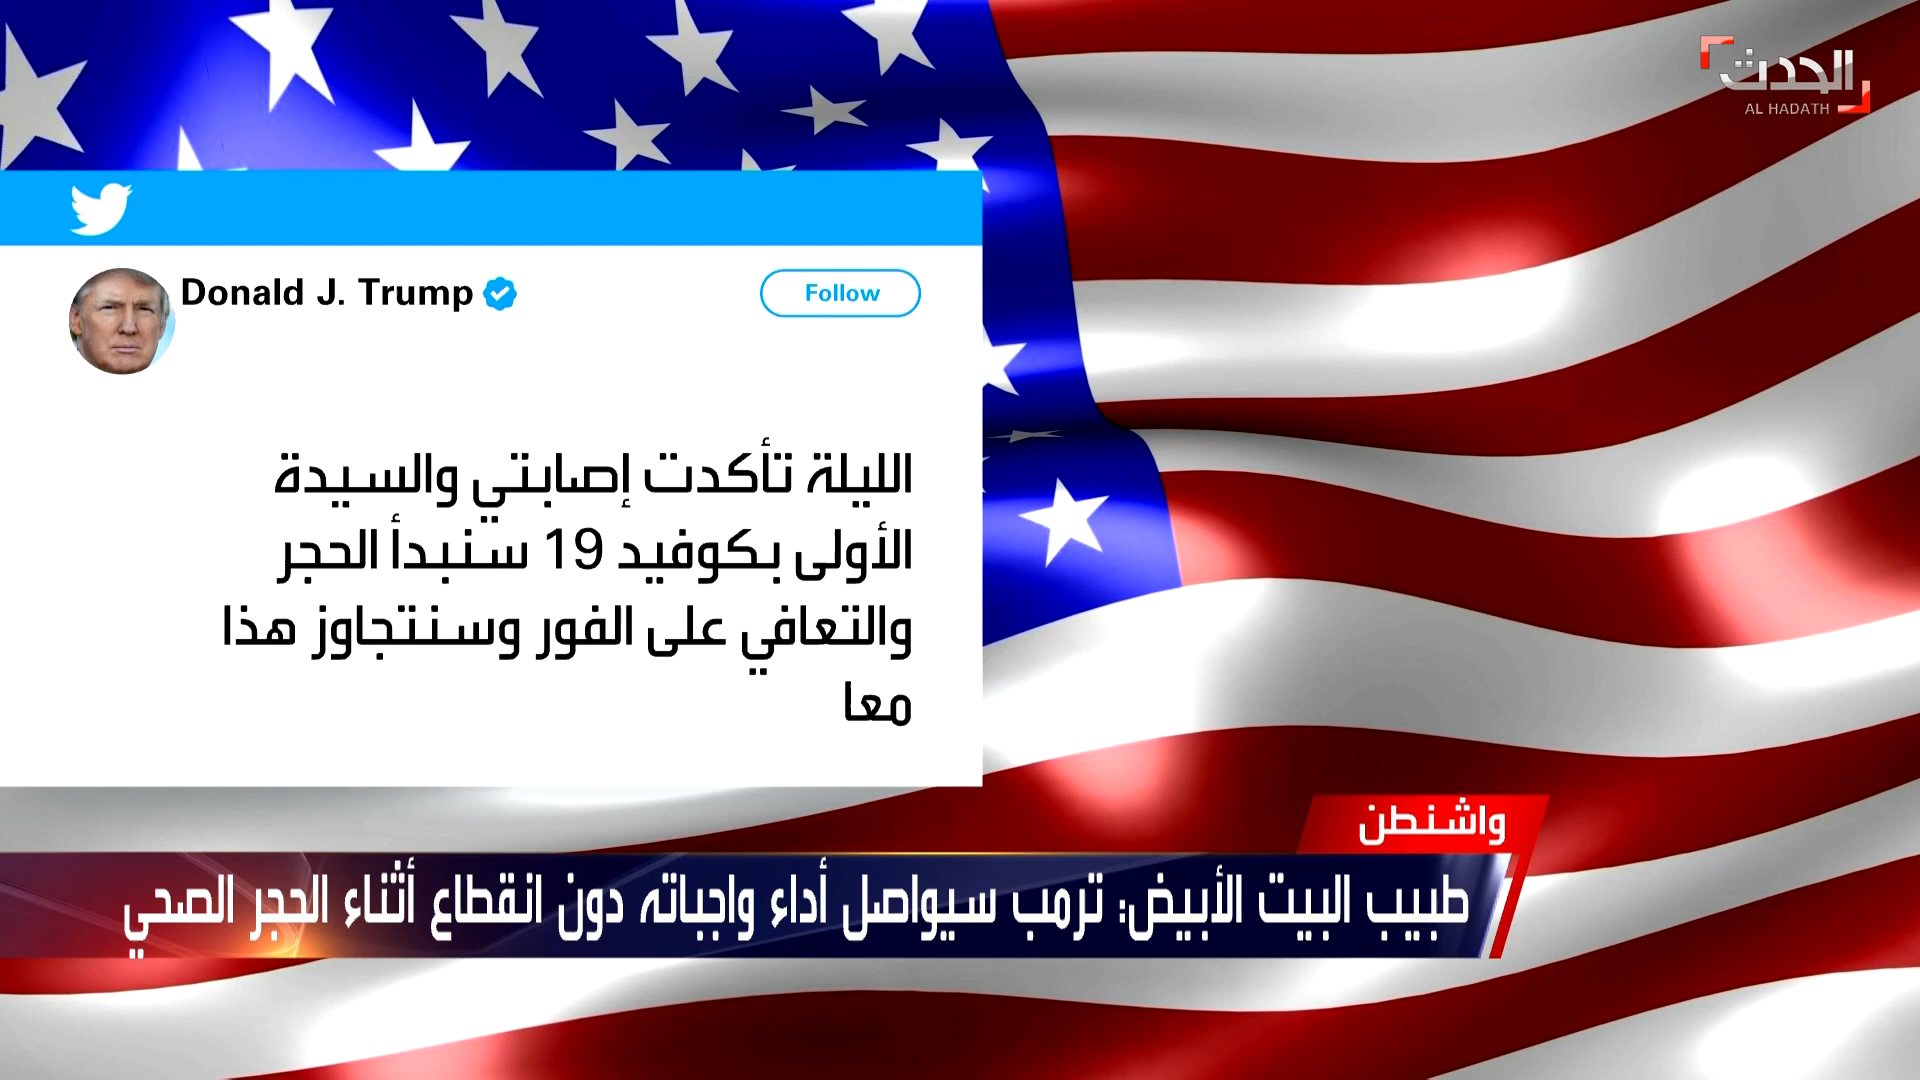 الحدث
AL HADATH
Donald J. Trump
Follow
الليلة تأكدت إصابتي والسيدة
الأولى بكوفيد 19 سنبدأ الحجر
والتعافي على الفور وسنتجاوز هذا
معا
واشنطن
طبيب البيت الأبيض: ترمب سيواصل أداء واجباته دون انقطاع أثناء الحجر الصحي